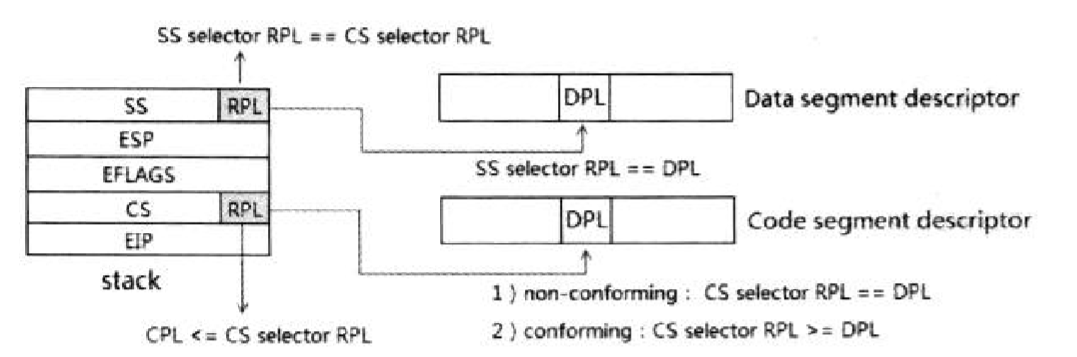 SS selector RPL == CS selector RPL
SS RPL
ESP
EFLAGS
CS RPL
EIP
stack
CPL <= CS selector RPL
DPL
Data segment descriptor
SS selector RPL == DPL
DPL
Code segment descriptor
1 ) non-conforming : CS selector RPL == DPL
2 ) conforming : CS selector RPL >= DPL